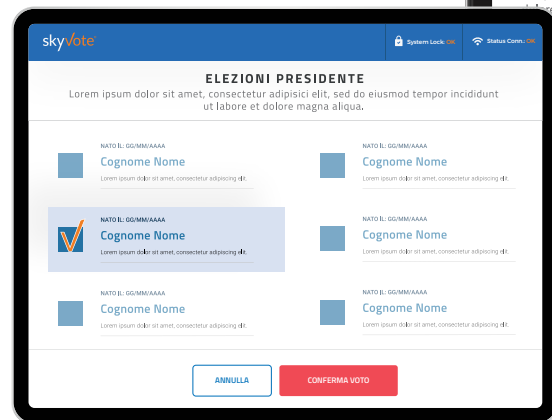 skyvote
System Lock: OK
Status Conn.: OK
ELEZIONI PRESIDENTE
Lorem ipsum dolor sit amet, consectetur adipisici elit, sed do eiusmod tempor incididunt
ut labore et dolore magna aliqua.
NATO IL: GG/MM/AAAA
Cognome Nome
Lorem ipsum dolor sit amet, consectetur adipiscing elit.
NATO IL: GG/MM/AAAA
Cognome Nome
Lorem ipsum dolor sit amet, consectetur adipiscing elit.
NATO IL: GG/MM/AAAA
Cognome Nome
Lorem ipsum dolor sit amet, consectetur adipiscing elit.
NATO IL: GG/MM/AAAA
Cognome Nome
Lorem ipsum dolor sit amet, consectetur adipiscing elit.
NATO IL: GG/MM/AAAA
Cognome Nome
Lorem ipsum dolor sit amet, consectetur adipiscing elit.
NATO IL: GG/MM/AAAA
Cognome Nome
Lorem ipsum dolor sit amet, consectetur adipiscing elit.
ANNULLA
CONFERMA VOTO